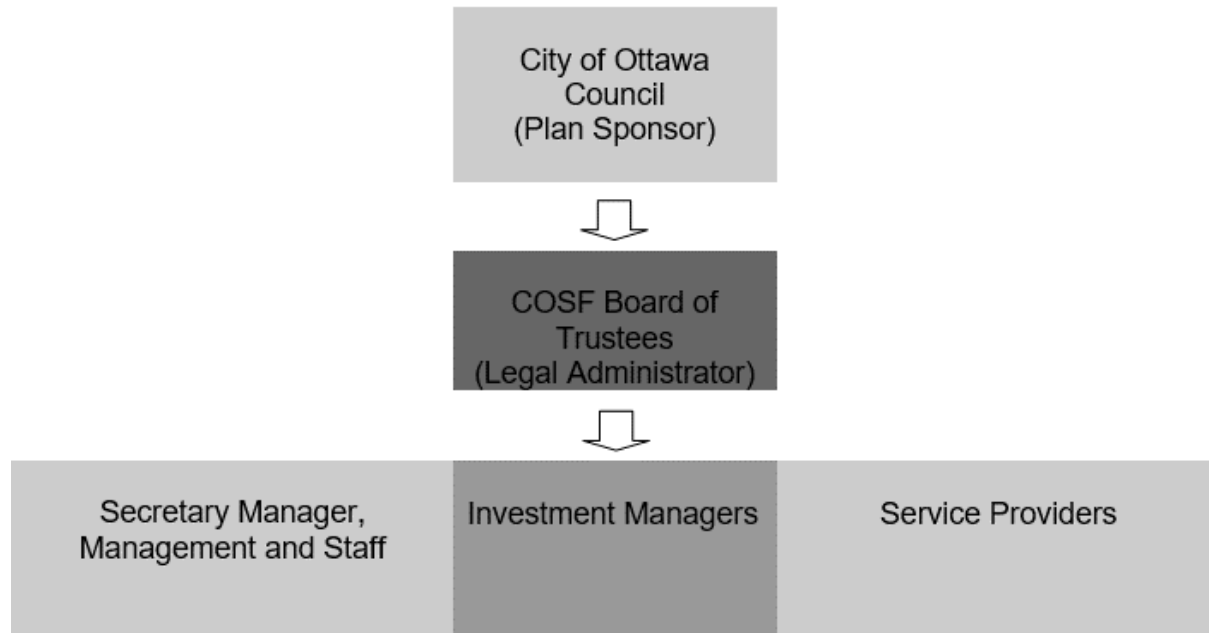 City of Ottawa
Council
(Plan Sponsor)
COSF Board of
Trustees
(Legal Administrator)
Secretary Manager,
Management and Staff
Investment Managers
Service Providers